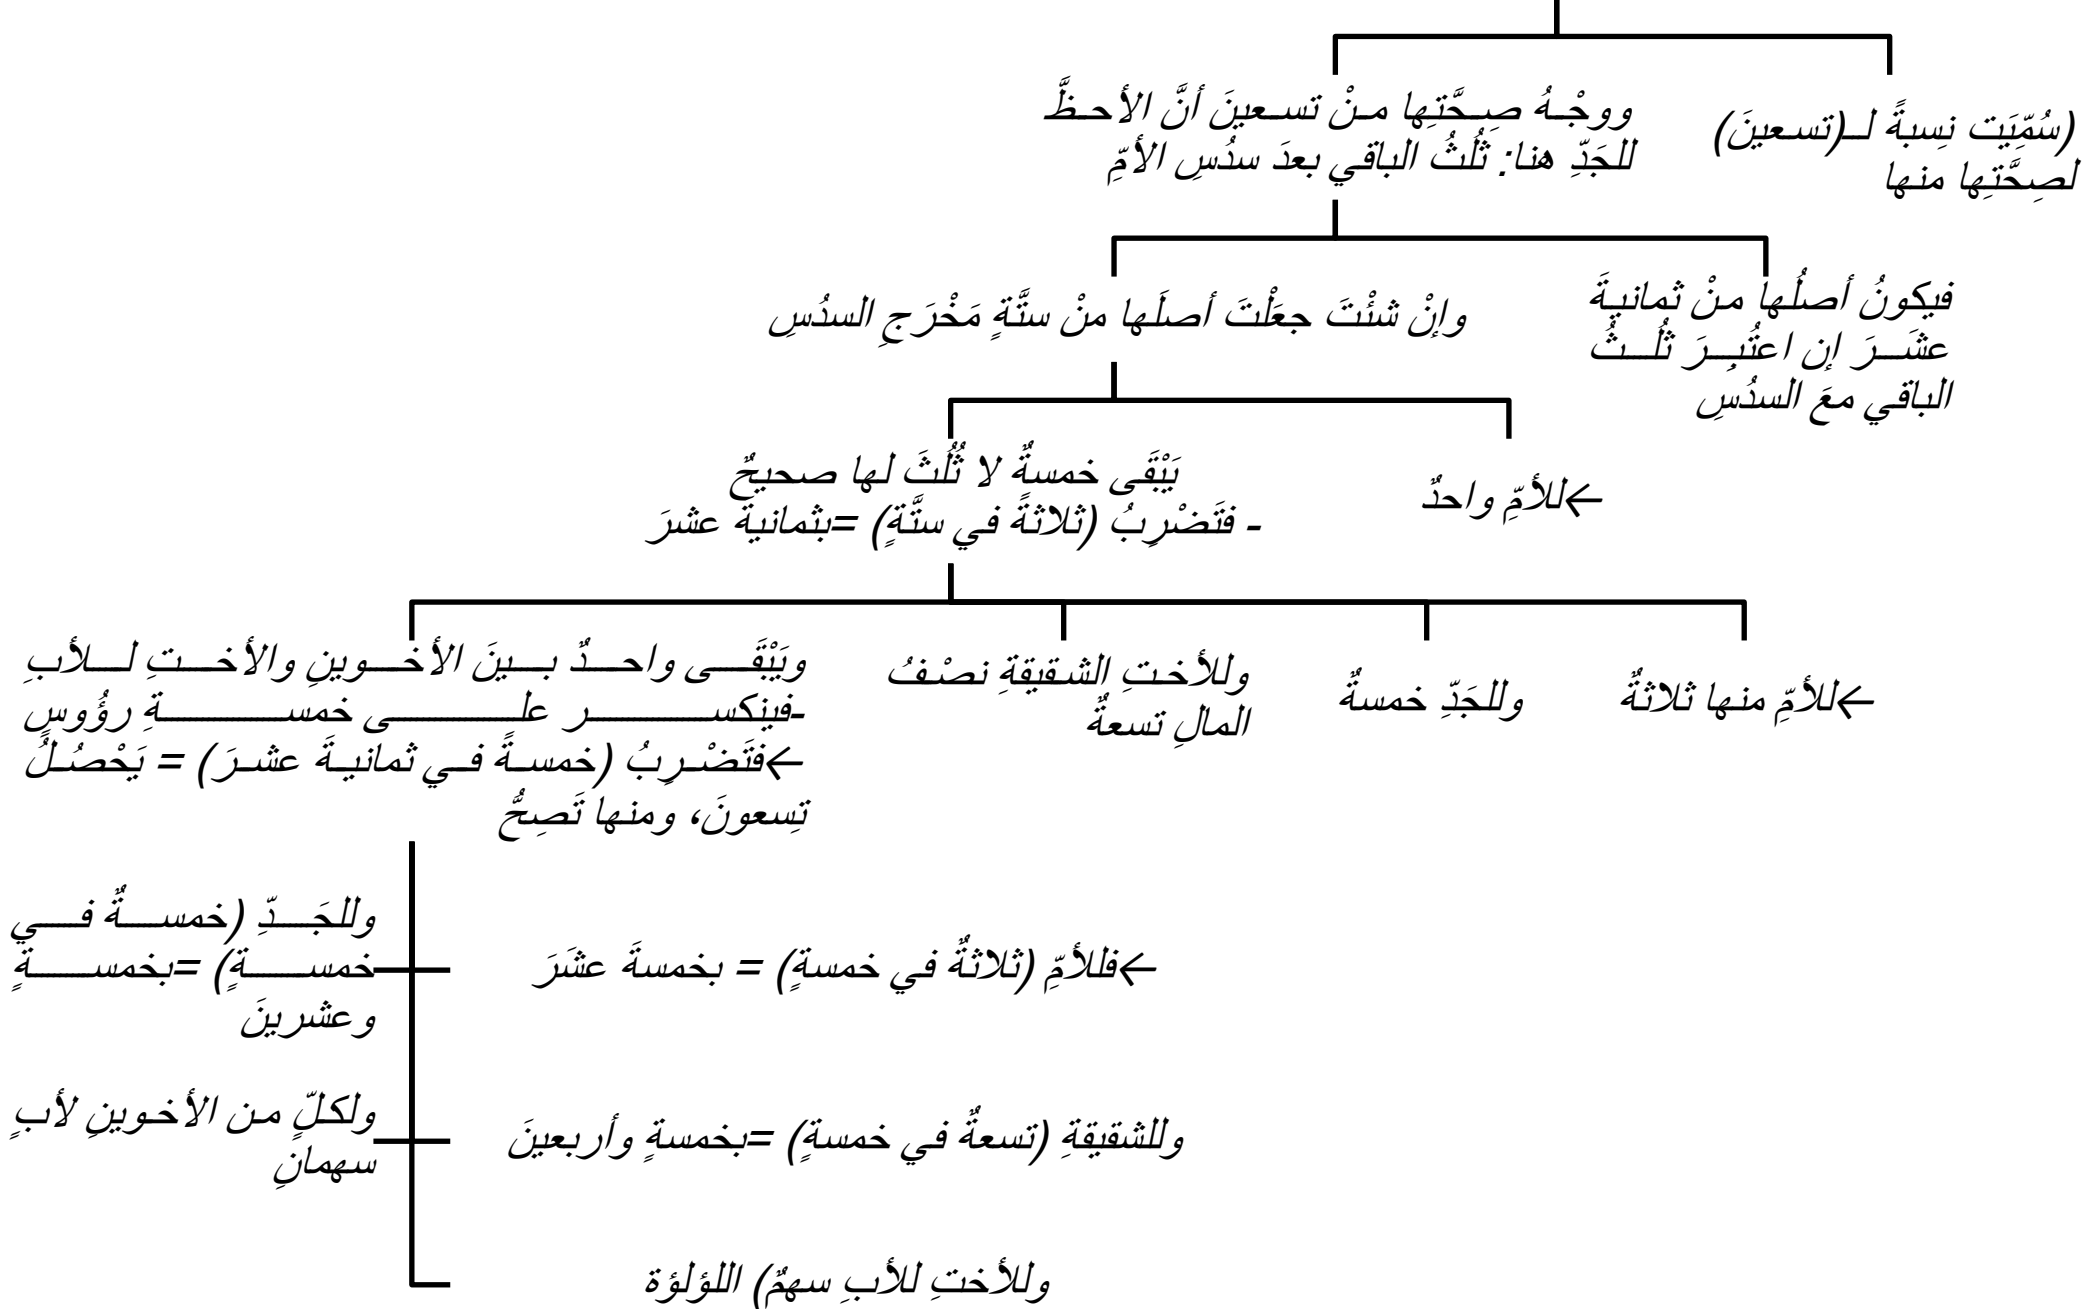 (سُمِّيَت نِسبةً لـ(تسعينَ)
لصِحَّتِها منها
ووجْهُ صِحَّتِها منْ تسعينَ أنَّ الأحظَّ
للجَدِّ هنا: ثُلُثُ الباقي بعدَ سدُسِ الأمِّ
فيكونُ أصلُها منْ ثمانيةَ
عشَرَ إن اعتُبِرَ ثُلُثُ
الباقي معَ السدُسِ
وإنْ شئْتَ جعَلْتَ أصلَها منْ ستَّةٍ مَخْرَجِ السدُسِ
←للأمِّ واحدٌ
يَبْقَى خمسةٌ لا ثُلُثَ لها صحيحٌ
- فتَضْرِبُ (ثلاثةً في ستَّةٍ) =بثمانيةَ عشرَ
←للأمِّ منها ثلاثةٌ
وللجَدِّ خمسةٌ
وللأختِ الشقيقةِ نصْفُ
المالِ تسعةٌ
ويَبْقَى واحدٌ بينَ الأخوينِ والأختِ للأبِ
-فينكسر على خمسةِ رؤُوسٍ
←فتَضْرِبُ (خمسةً في ثمانيةَ عشرَ) = يَحْصُلُ
تِسعونَ، ومنها تَصِحُّ
←فللأمِّ (ثلاثةٌ في خمسةٍ) = بخمسةَ عشَرَ
وللجَدِّ (خمسةٌ في
خمسةٍ) =بخمسةٍ
وعشرينَ
وللشقيقةِ (تسعةٌ في خمسةٍ) =بخمسةٍ وأربعينَ
ولكلٍّ من الأخوينِ لأبٍ
سهمانِ
وللأختِ للأبِ سهمٌ) اللؤلؤة